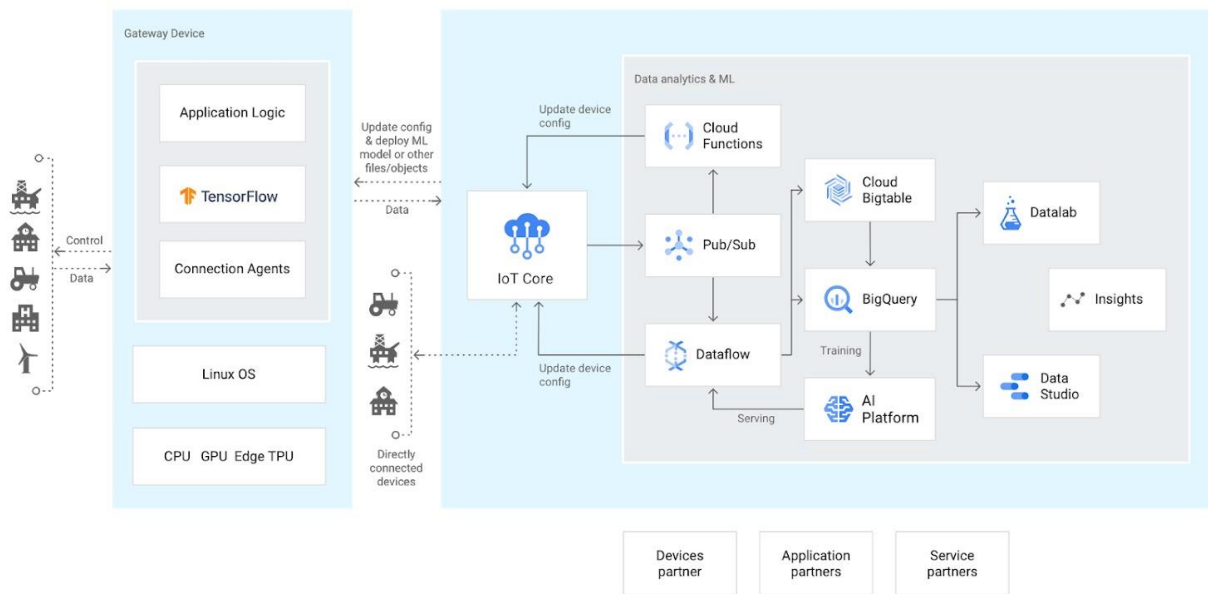 Gateway Device
Application Logic
TensorFlow
Connection Agents
Linux OS
CPU GPU Edge TPU
Control
Data
Update config
& deploy ML
model or other
files/objects
Data
Directly
connected
devices
IoT Core
Update device
config
Update device
config
Data analytics & ML
Cloud
Functions
Pub/Sub
Dataflow
Cloud
Bigtable
BigQuery
Training
AI
Platform
Serving
Datalab
Insights
Data
Studio
Devices
partner
Application
partners
Service
partners